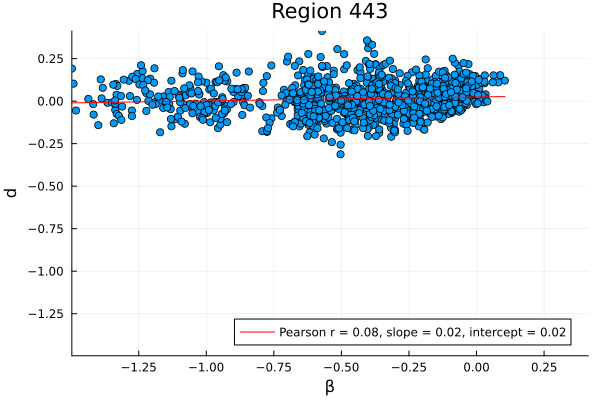 Region 443
0.25
0.00
−0.25
−0.50
−0.75
−1.00
−1.25
d
Pearson r = 0.08, slope = 0.02, intercept = 0.02
−1.25 −1.00 −0.75 −0.50 −0.25 0.00 0.25
β